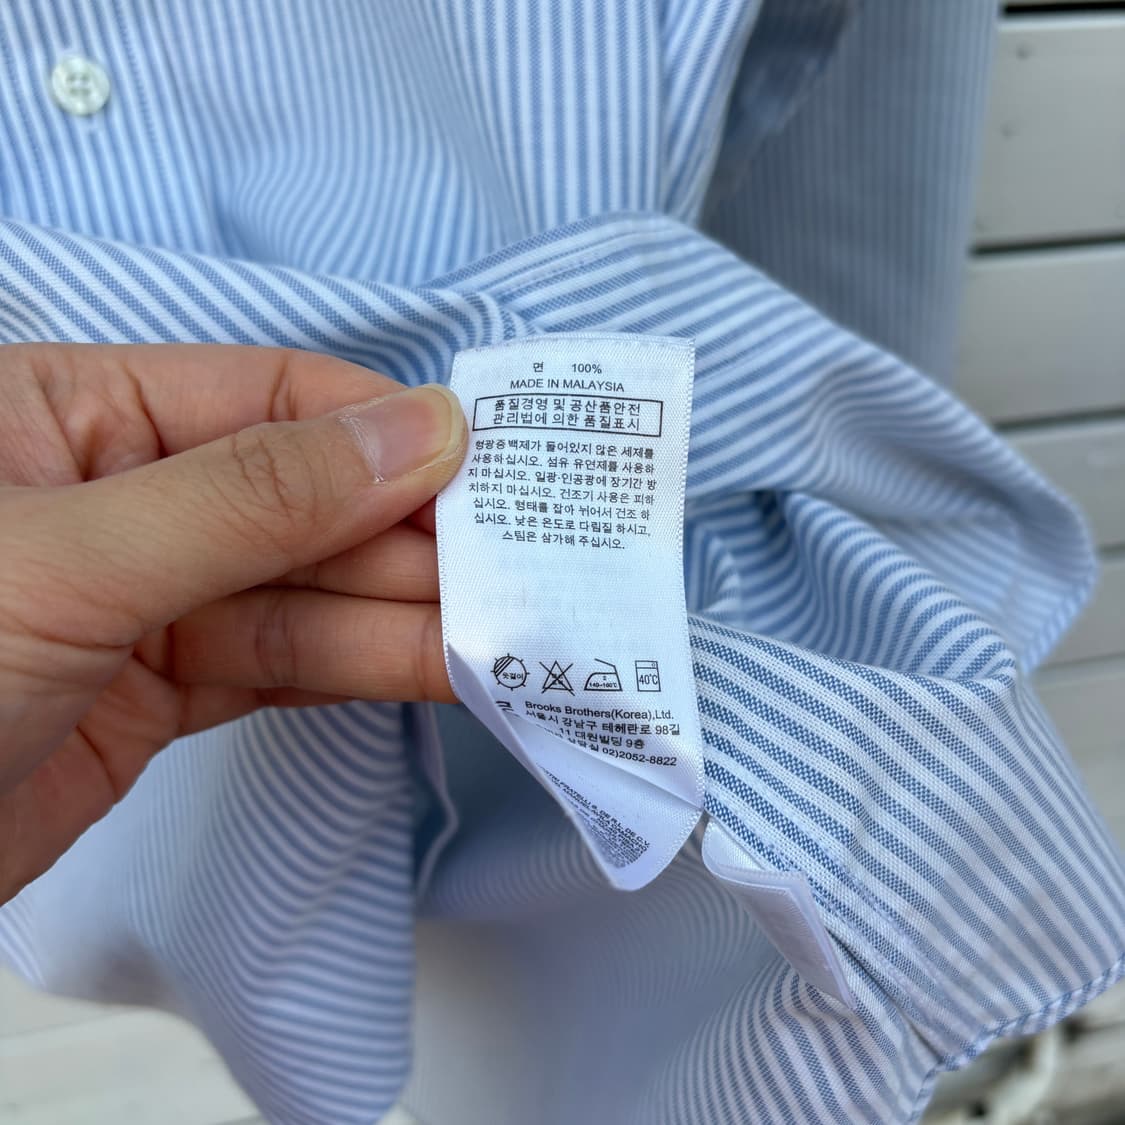 면 100%
MADE IN MALAYSIA
품질경영 및 공산품안전
관리법에 의한 품질표시
형광증백제가 들어있지 않은 세제를
사용하십시오. 섬유 유연제를 사용하
지 마십시오. 일광·인공광에 장기간 방
치하지 마십시오. 건조기 사용은 피하
십시오. 형태를 잡아 뉘어서 건조 하
십시오. 낮은 온도로 다림질 하시고,
스팀은 삼가해 주십시오.
옷걸이
140~160℃
40℃
Brooks Brothers(Korea),Ltd.
서울시 강남구 테헤란로 98길
11 대원빌딩 9층
02)2052-8822